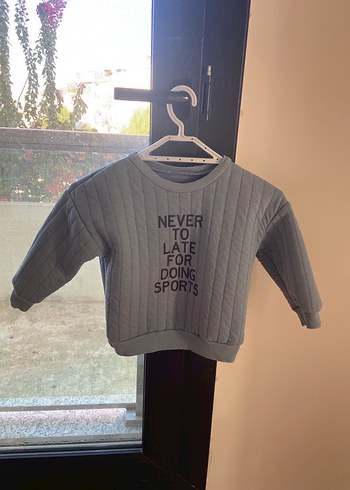 NEVER
TO
LATE
FOR
DOING
SPORTS